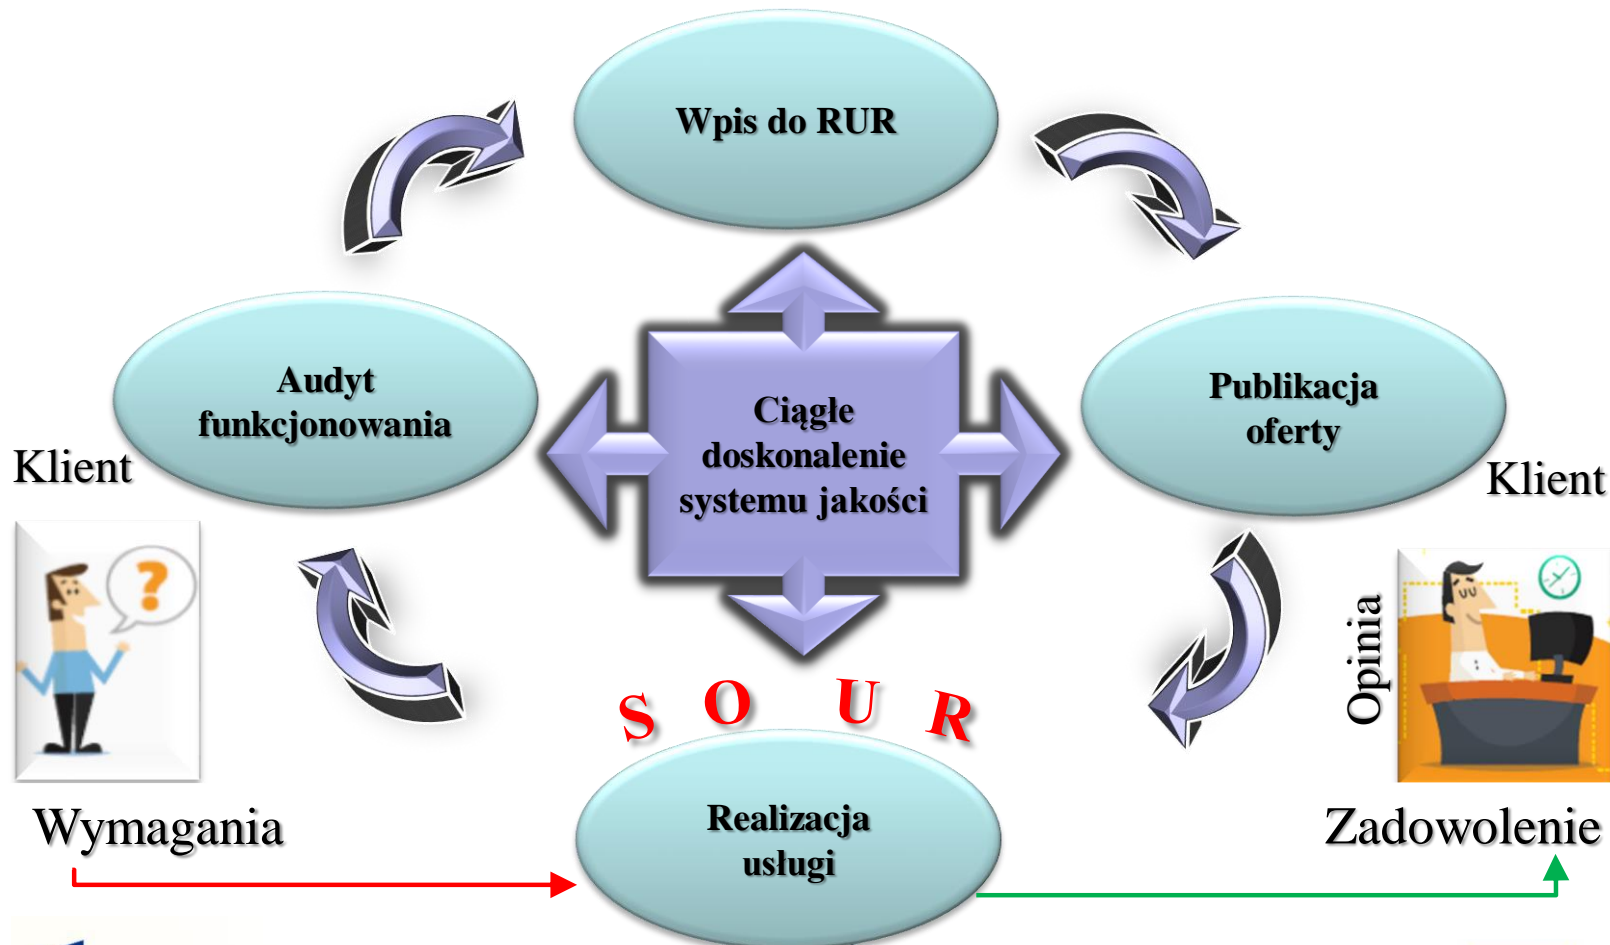 Wpis do RUR
Audyt
funkcjonowania
Ciągłe
doskonalenie
systemu jakości
Publikacja
oferty
Klient
Klient
?
Opinia
S O U R
Wymagania
Realizacja
usługi
Zadowolenie